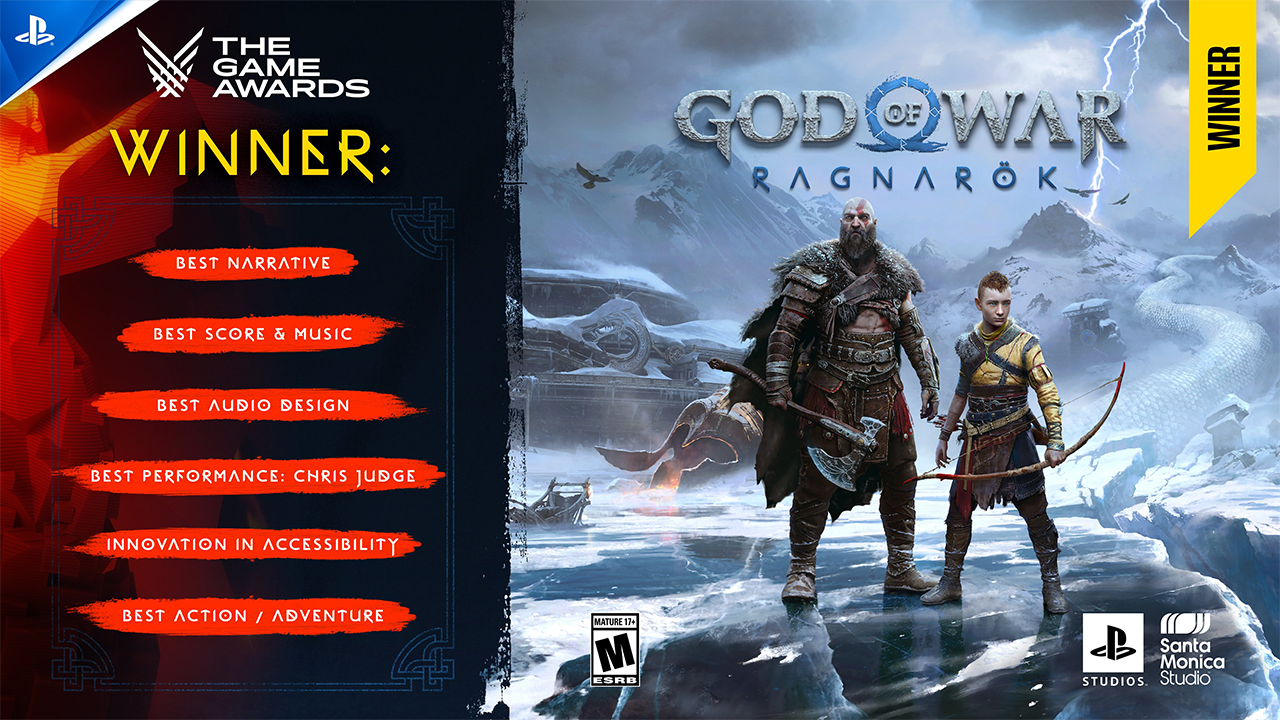 THE
GAME
AWARDS
WINNER:
BEST NARRATIVE
BEST SCORE & MUSIC
BEST AUDIO DESIGN
BEST PERFORMANCE: CHRIS JUDGE
INNOVATION IN ACCESSIBILITY
BEST ACTION / ADVENTURE
GOD OF WAR
RAGNARÖK
WINNER
MATURE 17+
M
ESRB
STUDIOS
Santa
Monica
Studio